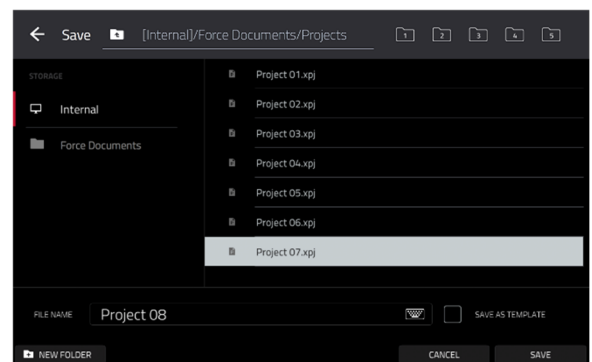 Save [Internal]/Force Documents/Projects 1 2 3 4 5
STORAGE
Internal
Force Documents
Project 01.xpj
Project 02.xpj
Project 03.xpj
Project 04.xpj
Project 05.xpj
Project 06.xpj
Project 07.xpj
FILE NAME Project 08 SAVE AS TEMPLATE
NEW FOLDER CANCEL SAVE